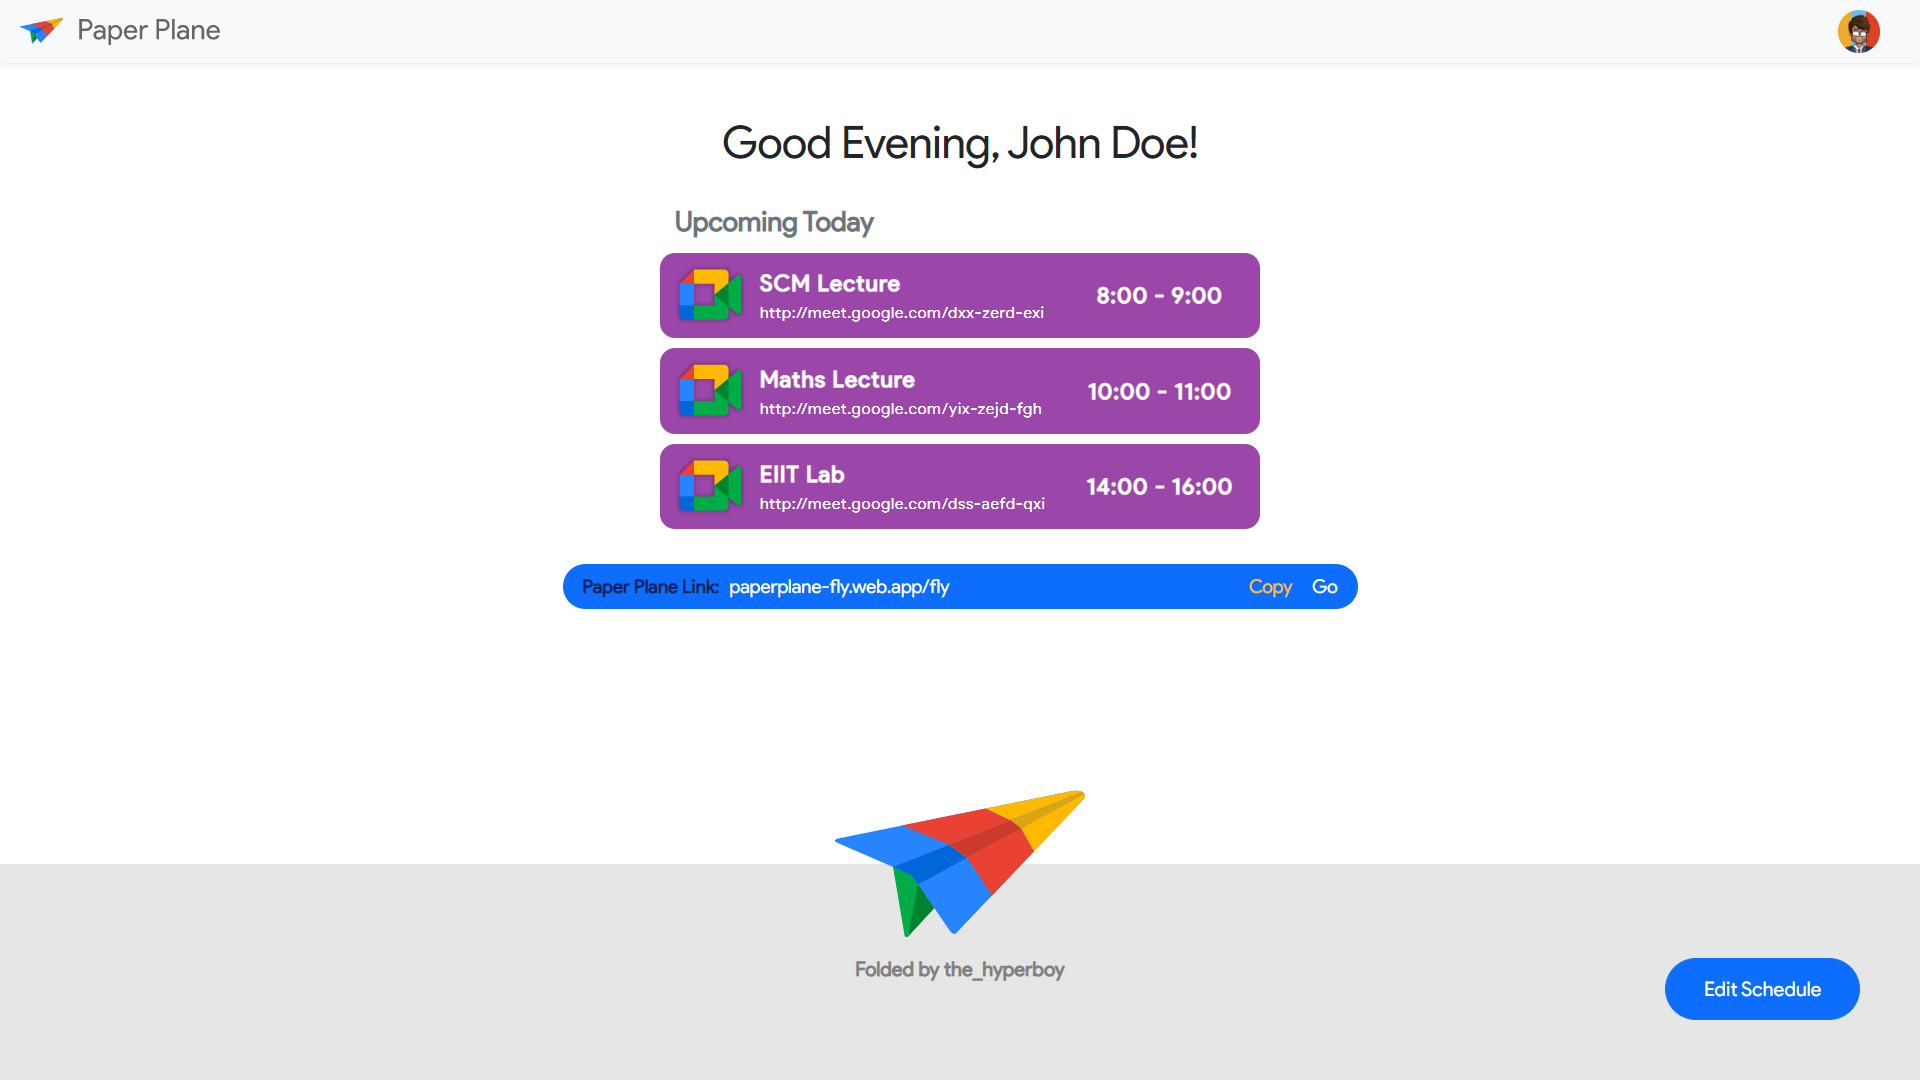 Paper Plane
Good Evening, John Doe!
Upcoming Today
SCM Lecture
http://meet.google.com/dxx-zerd-exi
8:00 - 9:00
Maths Lecture
http://meet.google.com/yix-zejd-fgh
10:00 - 11:00
EIIT Lab
http://meet.google.com/dss-aefd-qxi
14:00 - 16:00
Paper Plane Link: paperplane-fly.web.app/fly Copy Go
Folded by the_hyperboy
Edit Schedule